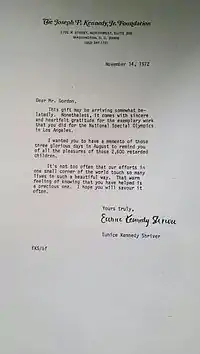 The Joseph P. Kennedy, Jr. Foundation
1701 K STREET, NORTHWEST, SUITE 205
WASHINGTON, D. C. 20006
November 14, 1972
Dear Mr. Gordon,
This gift may be arriving somewhat be-
latedly. Nonetheless, it comes with sincere
and heartfelt gratitude for the exemplary work
that you did for the National Special Olympics
in Los Angeles.
I wanted you to have a memento of those
three glorious days in August to remind you
of all the pleasures of those 2,600 retarded
children.
It's not too often that our efforts in
one small corner of the world touch so many
lives in such a beautiful way. That warm
feeling of knowing that you have helped is
a precious one. I hope you will savour it
often.
Yours truly,
Eunice Kennedy Shriver
Eunice Kennedy Shriver